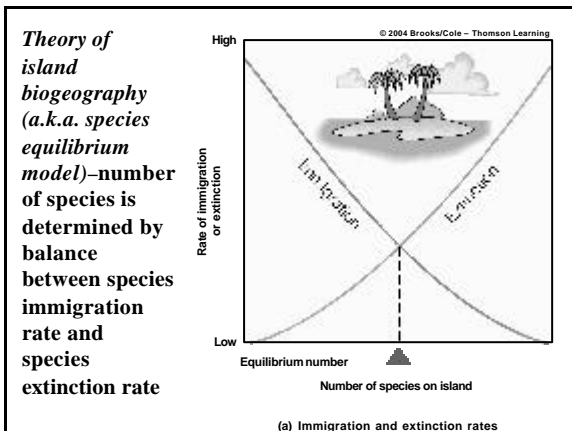 Theory of
island
biogeography
(a.k.a. species
equilibrium
model)–number
of species is
determined by
balance
between species
immigration
rate and
species
extinction rate
© 2004 Brooks/Cole – Thomson Learning
High
Rate of immigration
or extinction
Immigration
Extinction
Low
Equilibrium number
Number of species on island
(a) Immigration and extinction rates